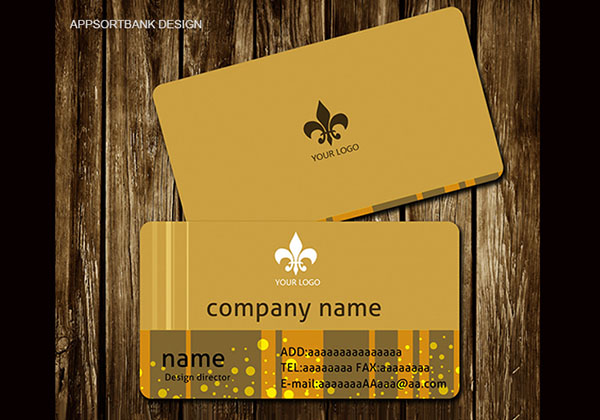 APPSORTBANK DESIGN
YOUR LOGO
YOUR LOGO
company name
name
Design director
ADD:aaaaaaaaaaaaaaa
TEL:aaaaaaaa FAX:aaaaaaaa
E-mail:aaaaaaaAAaaa@aa.com